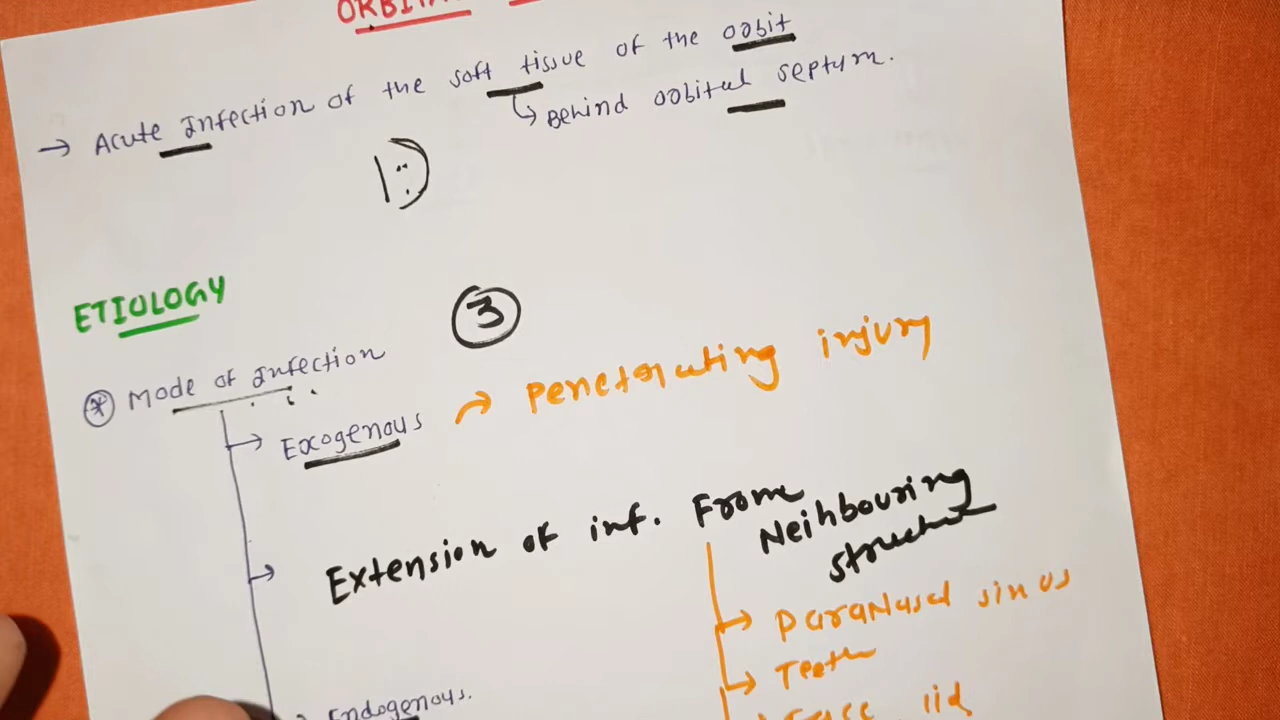 ORBITAL
→ Acute Infection of the soft tissue of the orbit
↳ Behind orbital septum.
ETIOLOGY
3
* Mode of Infection
→ Exogenous → Penetrating injury
→ Extension of inf. From
Neihbouring
structure
→ Paranasal sinus
→ Teeth
→ Endogenous.
→ Face, lid